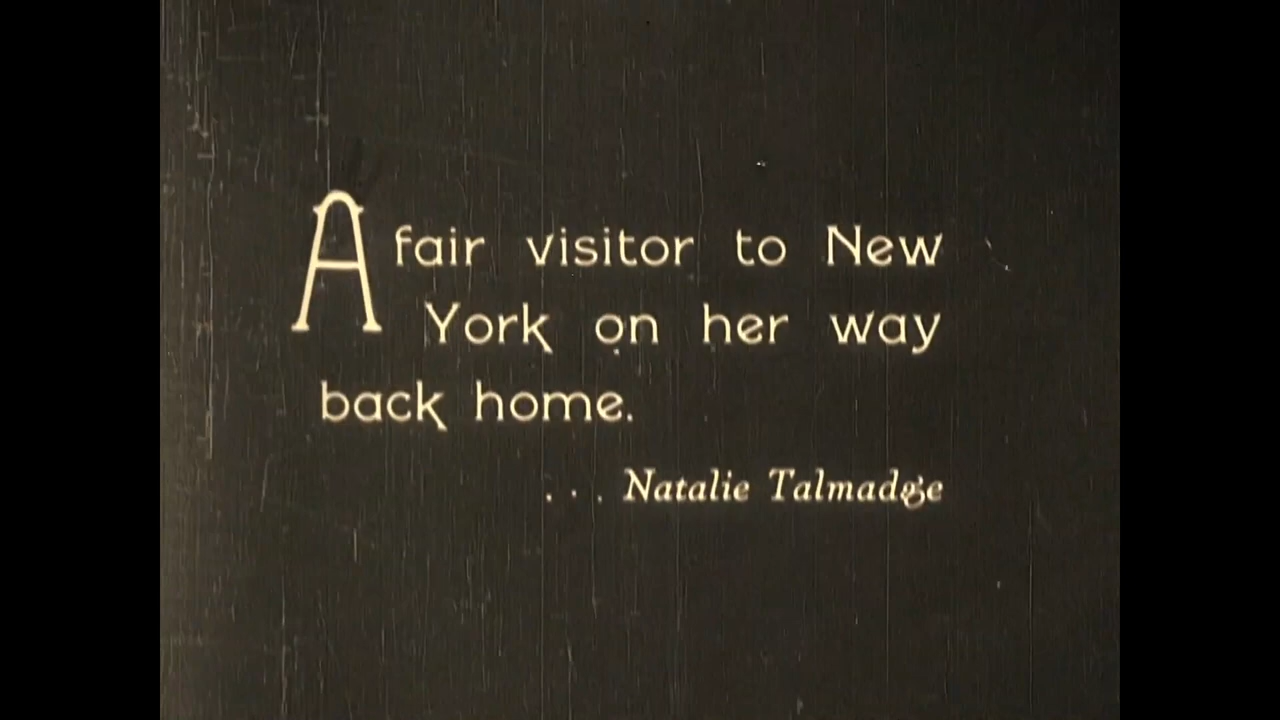 A fair visitor to New
York on her way
back home.
. . . Natalie Talmadge